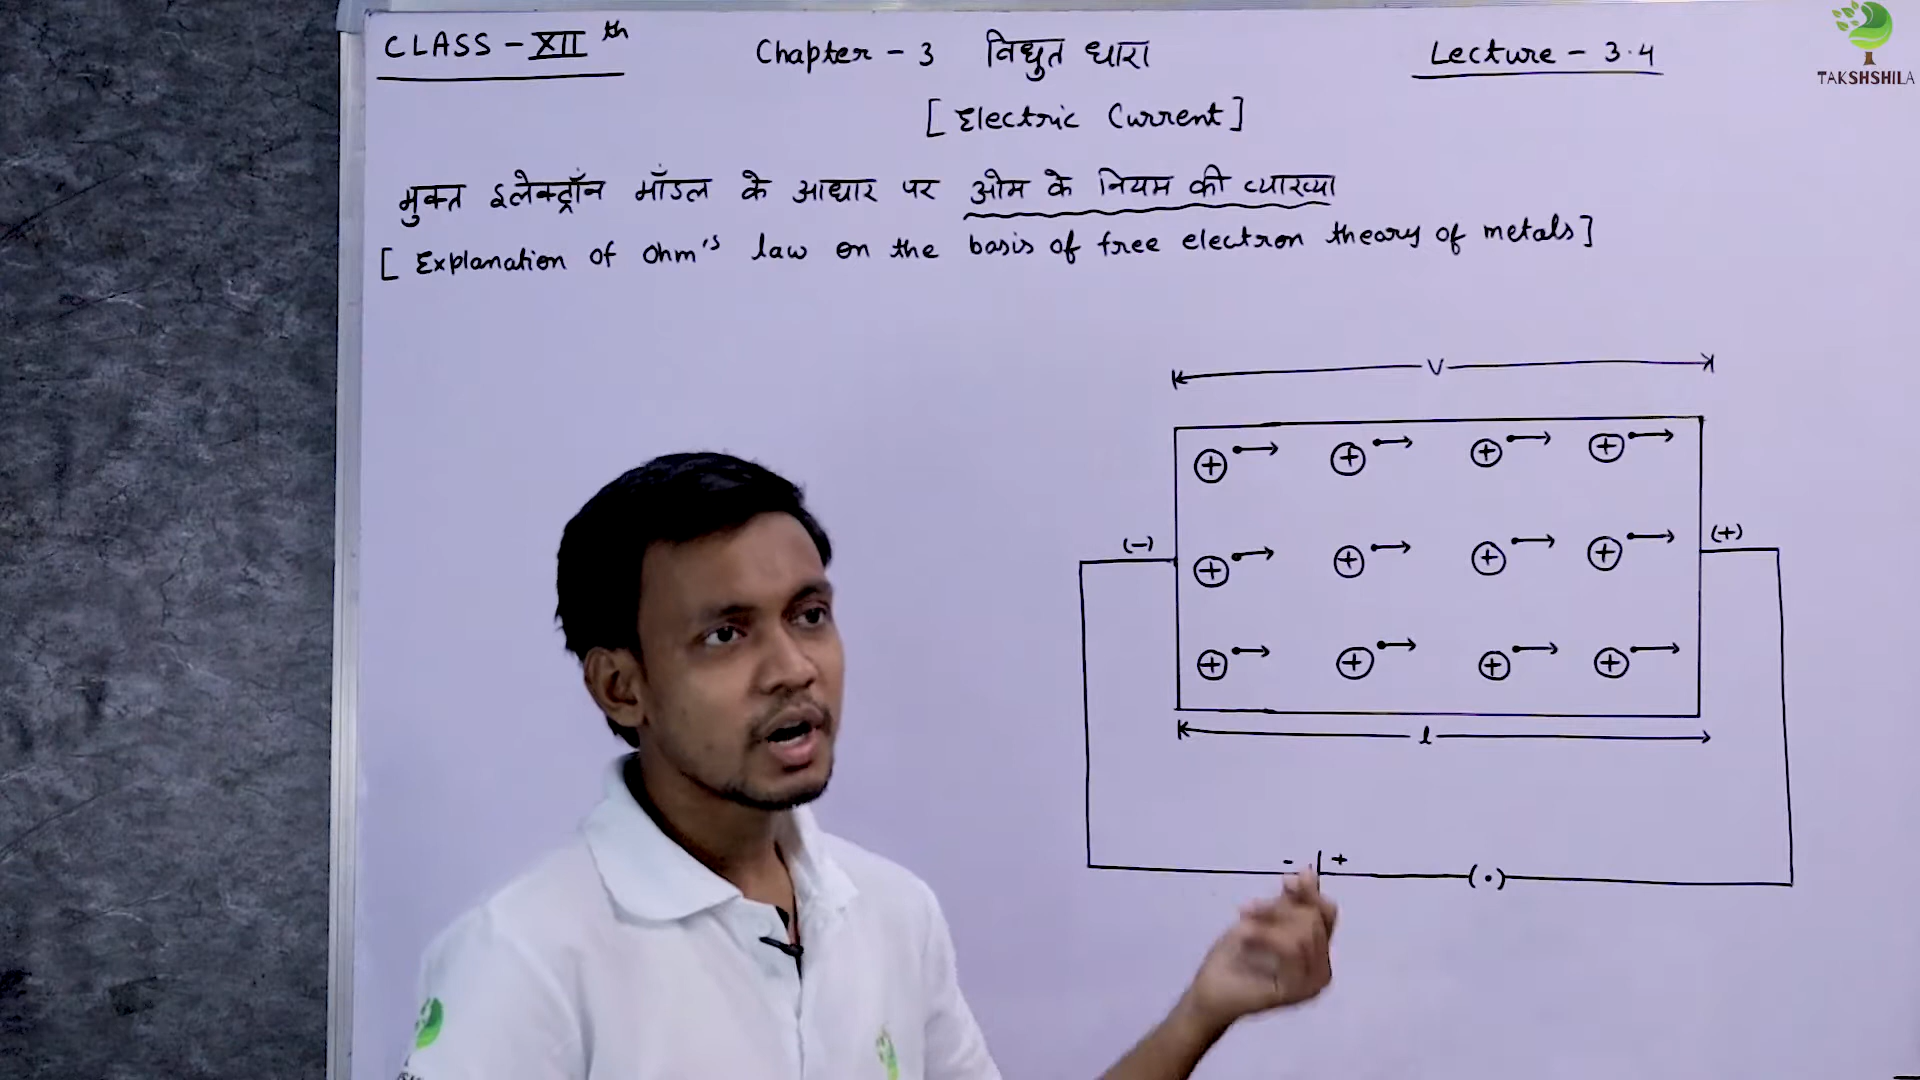 CLASS - XII th
Chapter - 3 विधुत धारा
Lecture - 3.4
TAKSHSHILA
[ Electric Current ]
मुक्त इलेक्ट्रॉन मॉडल के आधार पर ओम के नियम की व्याख्या
[ Explanation of Ohm's law on the basis of free electron theory of metals ]
V
+ + + +
(-) (+)
+ + + +
+ + + +
l
- +
(.)